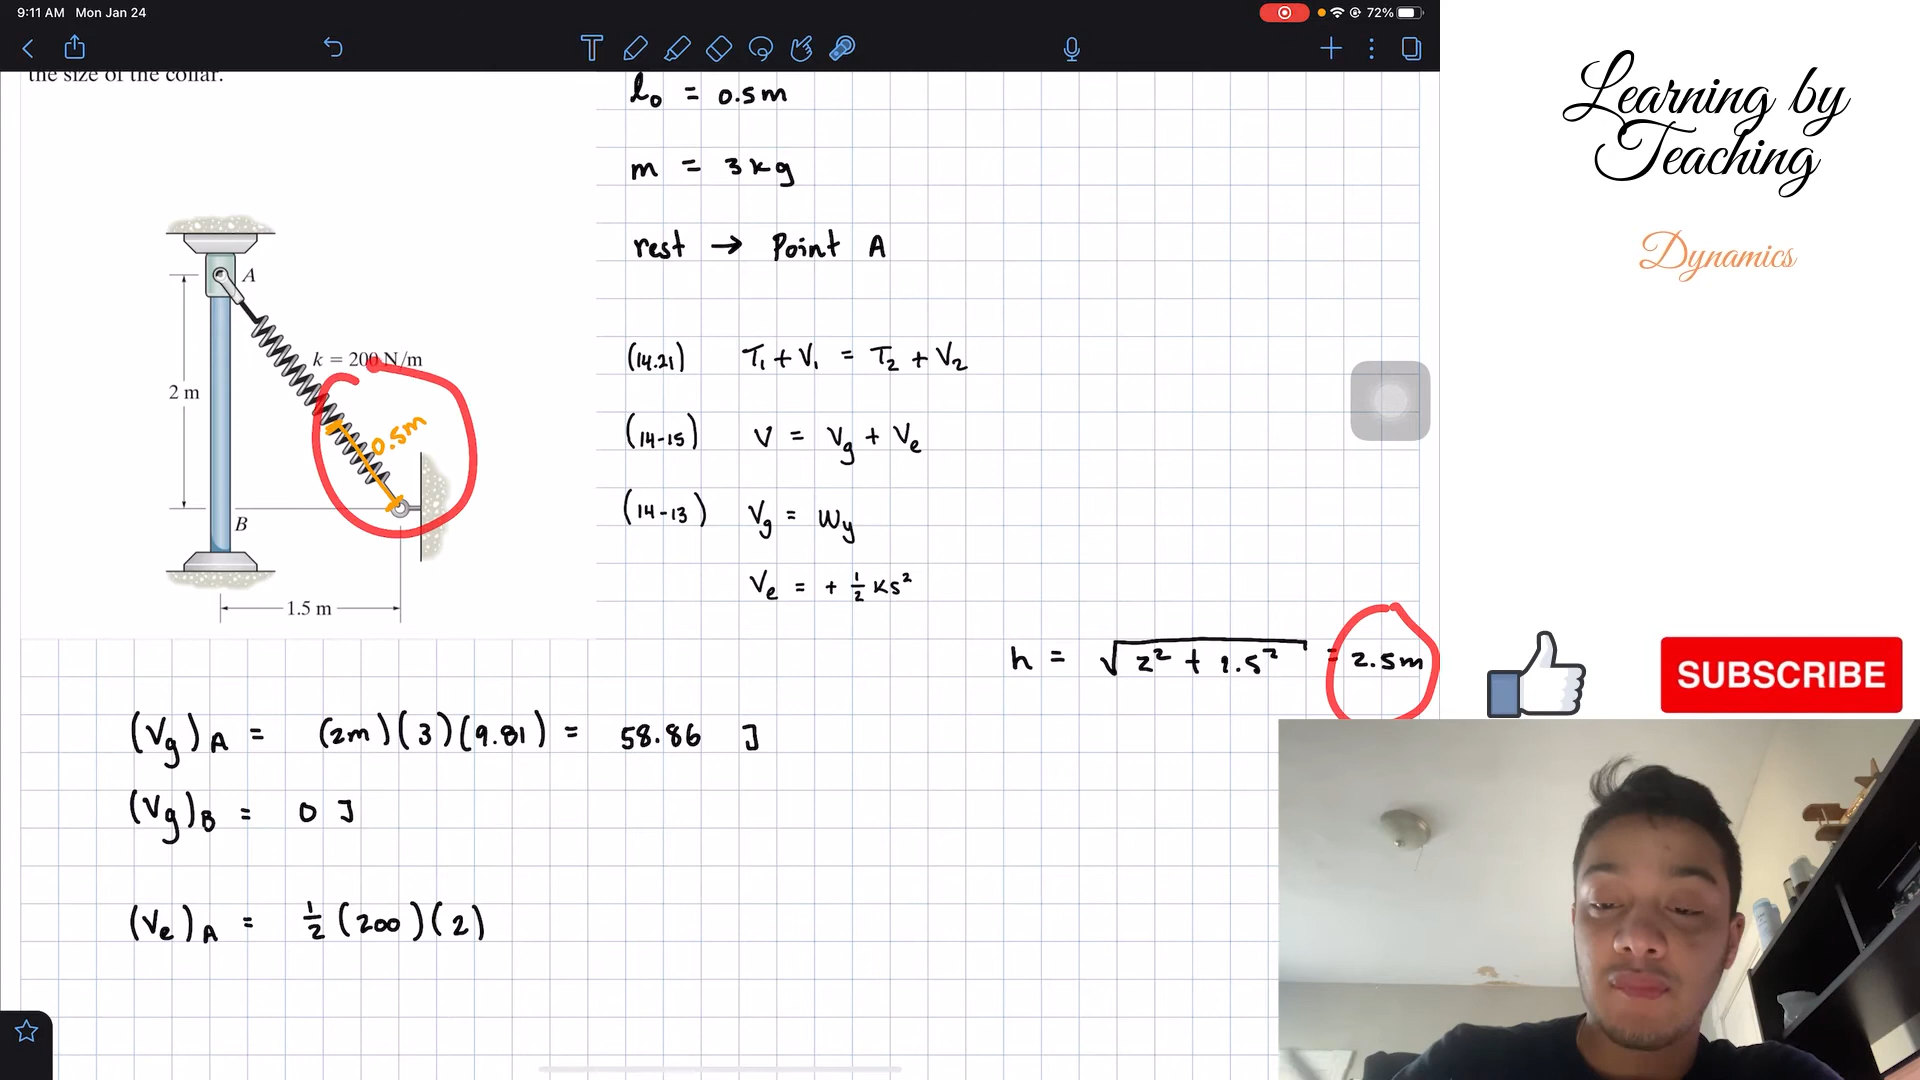 9:11 AM Mon Jan 24
72%
T
the size of the collar.
A
k = 200 N/m
2 m
0.5m
B
1.5 m
l₀ = 0.5m
m = 3kg
rest → Point A
(14.21) T₁ + V₁ = T₂ + V₂
(14-15) V = Vg + Ve
(14-13) Vg = Wy
Ve = + ½ ks²
h = √2² + 1.5² = 2.5m
(Vg)A = (2m)(3)(9.81) = 58.86 J
(Vg)B = 0 J
(Ve)A = ½ (200)(2)
Learning by
Teaching
Dynamics
SUBSCRIBE